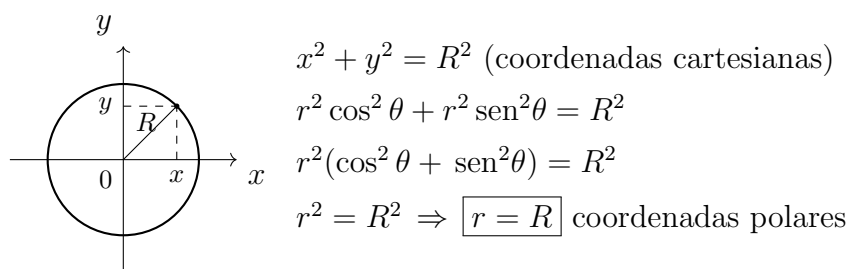 y
y
R
0
x
x
x² + y² = R² (coordenadas cartesianas)
r² cos² θ + r² sen²θ = R²
r²(cos² θ + sen²θ) = R²
r² = R² ⇒ r = R coordenadas polares